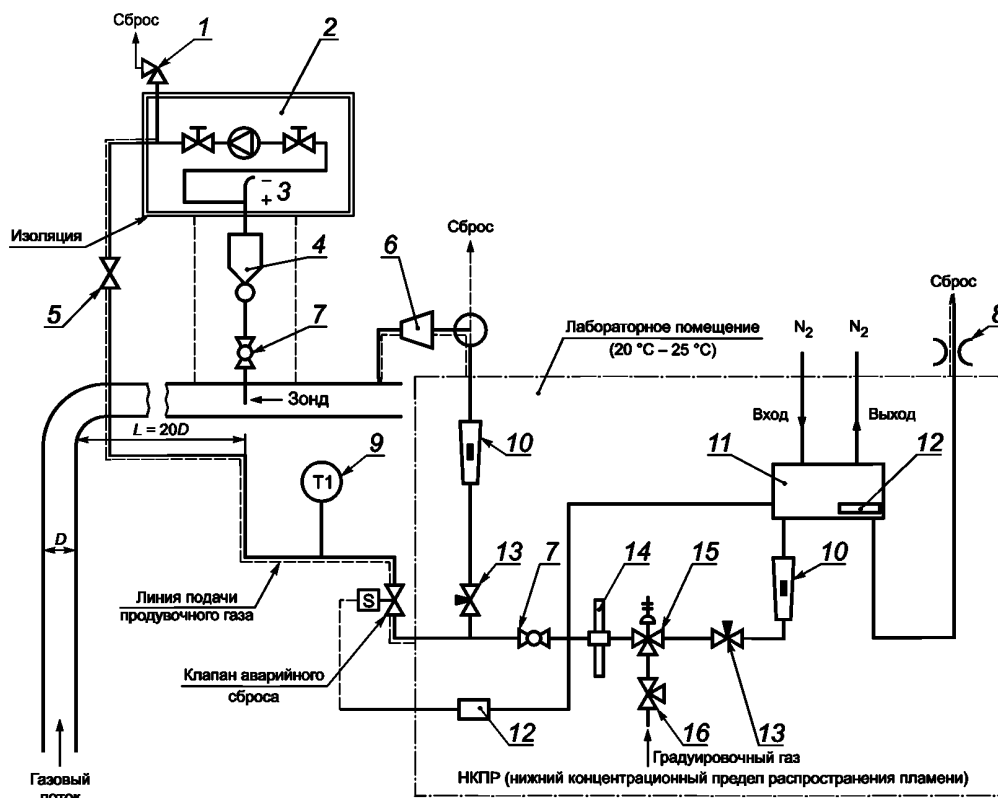 Сброс
1
2
− 3
+
Изоляция
4
5
6
Сброс
7
Зонд
L = 20D
9
T1
D
Линия подачи
продувочного газа
S
Клапан аварийного
сброса
Газовый
поток
Лабораторное помещение
(20 °C – 25 °C)
Сброс
8
N2
N2
Вход
Выход
10
11
12
10
13
7
14
15
13
16
12
Градуировочный газ
НКПР (нижний концентрационный предел распространения пламени)